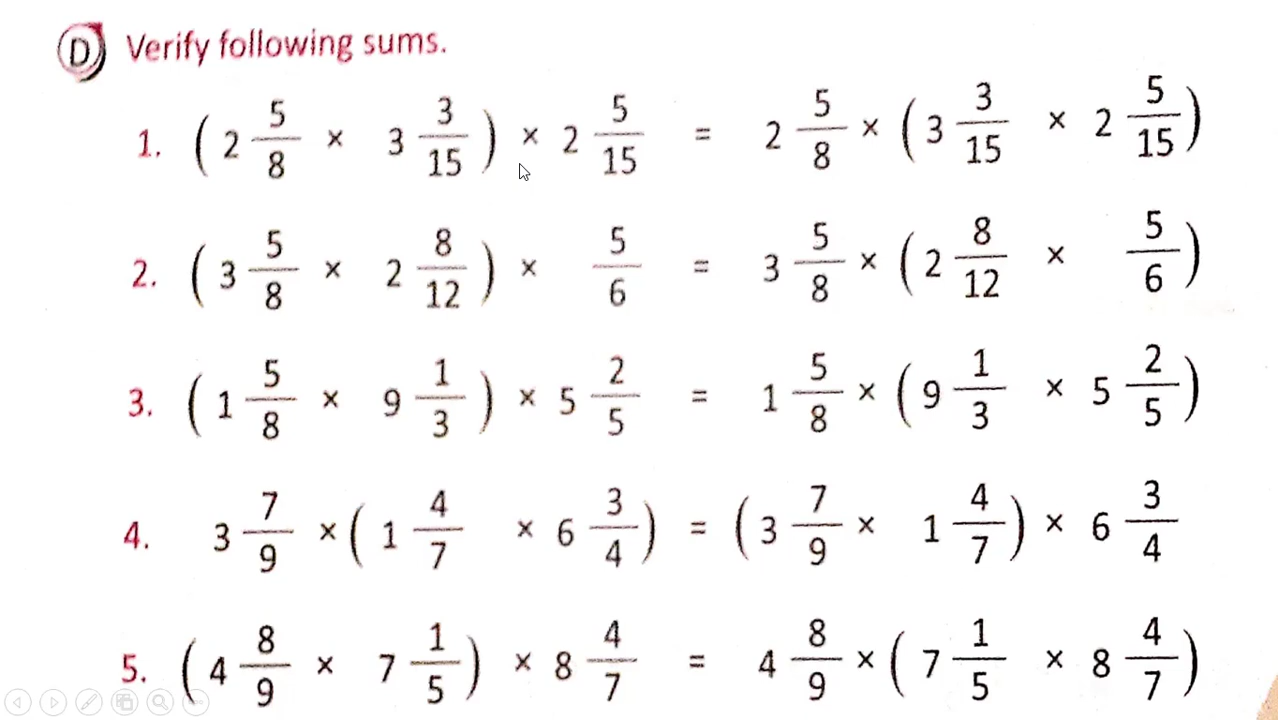 D Verify following sums.
1. ( 2 5/8 × 3 3/15 ) × 2 5/15 = 2 5/8 × ( 3 3/15 × 2 5/15 )
2. ( 3 5/8 × 2 8/12 ) × 5/6 = 3 5/8 × ( 2 8/12 × 5/6 )
3. ( 1 5/8 × 9 1/3 ) × 5 2/5 = 1 5/8 × ( 9 1/3 × 5 2/5 )
4. 3 7/9 × ( 1 4/7 × 6 3/4 ) = ( 3 7/9 × 1 4/7 ) × 6 3/4
5. ( 4 8/9 × 7 1/5 ) × 8 4/7 = 4 8/9 × ( 7 1/5 × 8 4/7 )